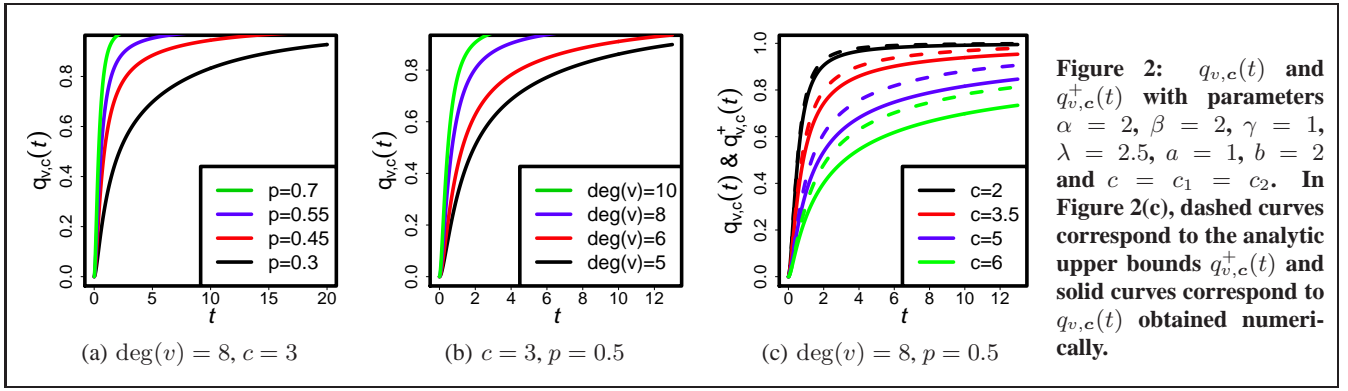 q_{v,c}(t)
0.0 0.2 0.4 0.6 0.8
p=0.7
p=0.55
p=0.45
p=0.3
0 5 10 15 20
t
(a) deg(v) = 8, c = 3
q_{v,c}(t)
0.0 0.2 0.4 0.6 0.8
deg(v)=10
deg(v)=8
deg(v)=6
deg(v)=5
0 2 4 6 8 10 12
t
(b) c = 3, p = 0.5
q_{v,c}(t) & q^+_{v,c}(t)
0.0 0.2 0.4 0.6 0.8 1.0
c=2
c=3.5
c=5
c=6
0 2 4 6 8 10 12
t
(c) deg(v) = 8, p = 0.5
Figure 2: q_{v,c}(t) and
q^+_{v,c}(t) with parameters
α = 2, β = 2, γ = 1,
λ = 2.5, a = 1, b = 2
and c = c₁ = c₂. In
Figure 2(c), dashed curves
correspond to the analytic
upper bounds q^+_{v,c}(t) and
solid curves correspond to
q_{v,c}(t) obtained numeri-
cally.